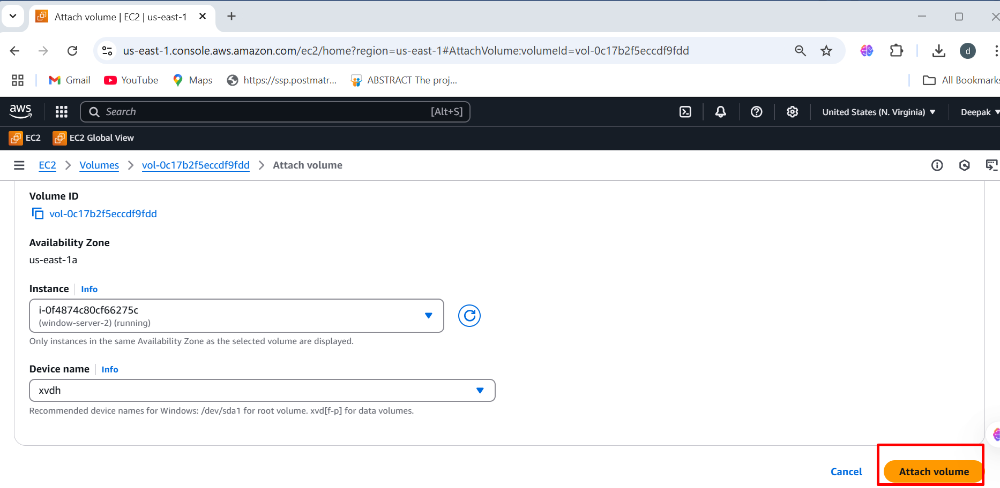 Attach volume | EC2 | us-east-1
us-east-1.console.aws.amazon.com/ec2/home?region=us-east-1#AttachVolume:volumeId=vol-0c17b2f5eccdf9fdd
d
Gmail
YouTube
Maps
https://ssp.postmatr...
ABSTRACT The proj...
All Bookmarks
aws
Search
[Alt+S]
United States (N. Virginia)
Deepak
EC2
EC2 Global View
EC2 > Volumes > vol-0c17b2f5eccdf9fdd > Attach volume
Volume ID
vol-0c17b2f5eccdf9fdd
Availability Zone
us-east-1a
Instance | Info
i-0f4874c80cf66275c
(window-server-2) (running)
Only instances in the same Availability Zone as the selected volume are displayed.
Device name | Info
xvdh
Recommended device names for Windows: /dev/sda1 for root volume. xvd[f-p] for data volumes.
Cancel
Attach volume